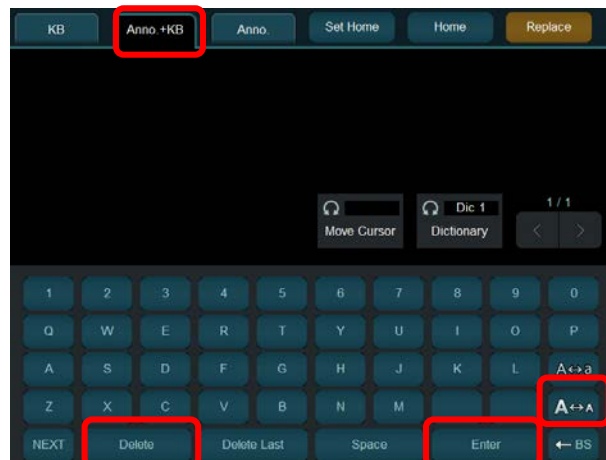 KB Anno.+KB Anno. Set Home Home Replace
Dic 1 1 / 1
Move Cursor Dictionary < >
1 2 3 4 5 6 7 8 9 0
Q W E R T Y U I O P
A S D F G H J K L A⇔a
Z X C V B N M A↔A
NEXT Delete Delete Last Space Enter ← BS